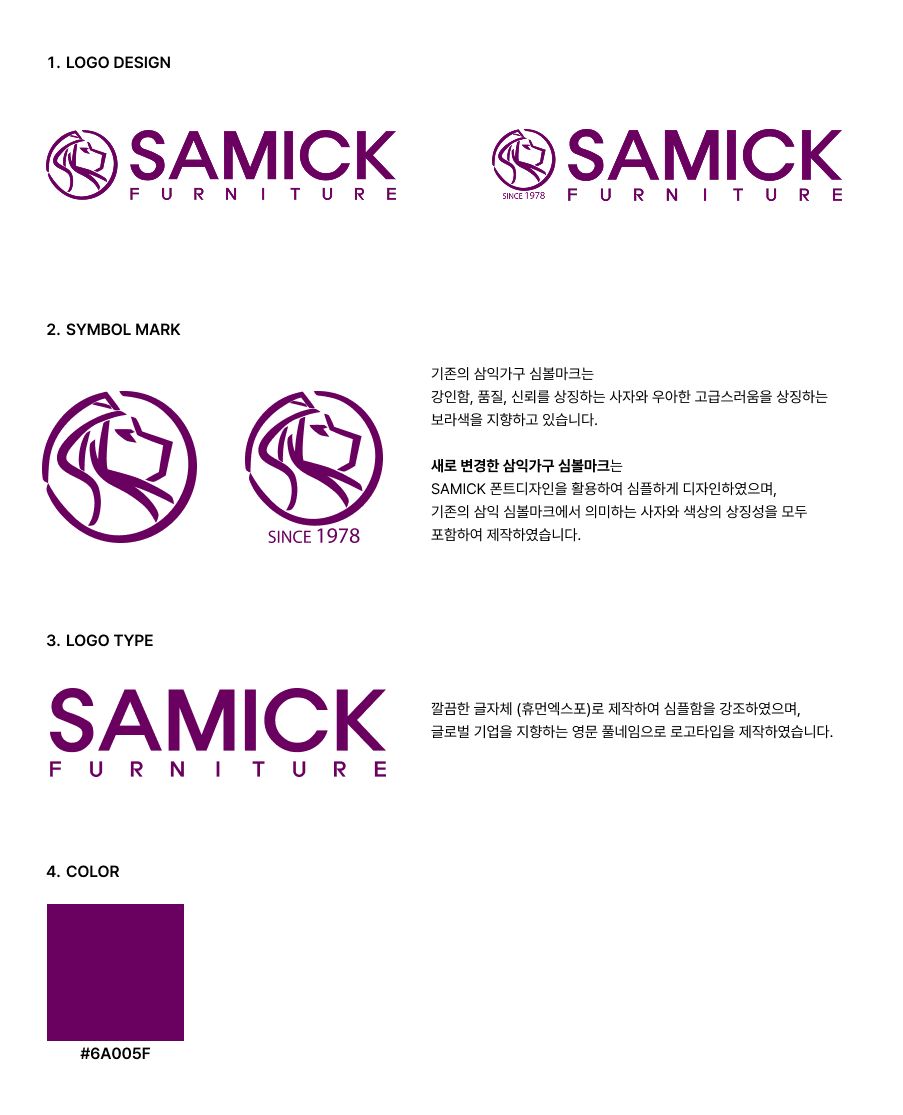 1. LOGO DESIGN
SAMICK
FURNITURE
SINCE 1978
SAMICK
FURNITURE
2. SYMBOL MARK
SINCE 1978
기존의 삼익가구 심볼마크는
강인함, 품질, 신뢰를 상징하는 사자와 우아한 고급스러움을 상징하는
보라색을 지향하고 있습니다.
새로 변경한 삼익가구 심볼마크는
SAMICK 폰트디자인을 활용하여 심플하게 디자인하였으며,
기존의 삼익 심볼마크에서 의미하는 사자와 색상의 상징성을 모두
포함하여 제작하였습니다.
3. LOGO TYPE
SAMICK
FURNITURE
깔끔한 글자체 (휴먼엑스포)로 제작하여 심플함을 강조하였으며,
글로벌 기업을 지향하는 영문 풀네임으로 로고타입을 제작하였습니다.
4. COLOR
#6A005F